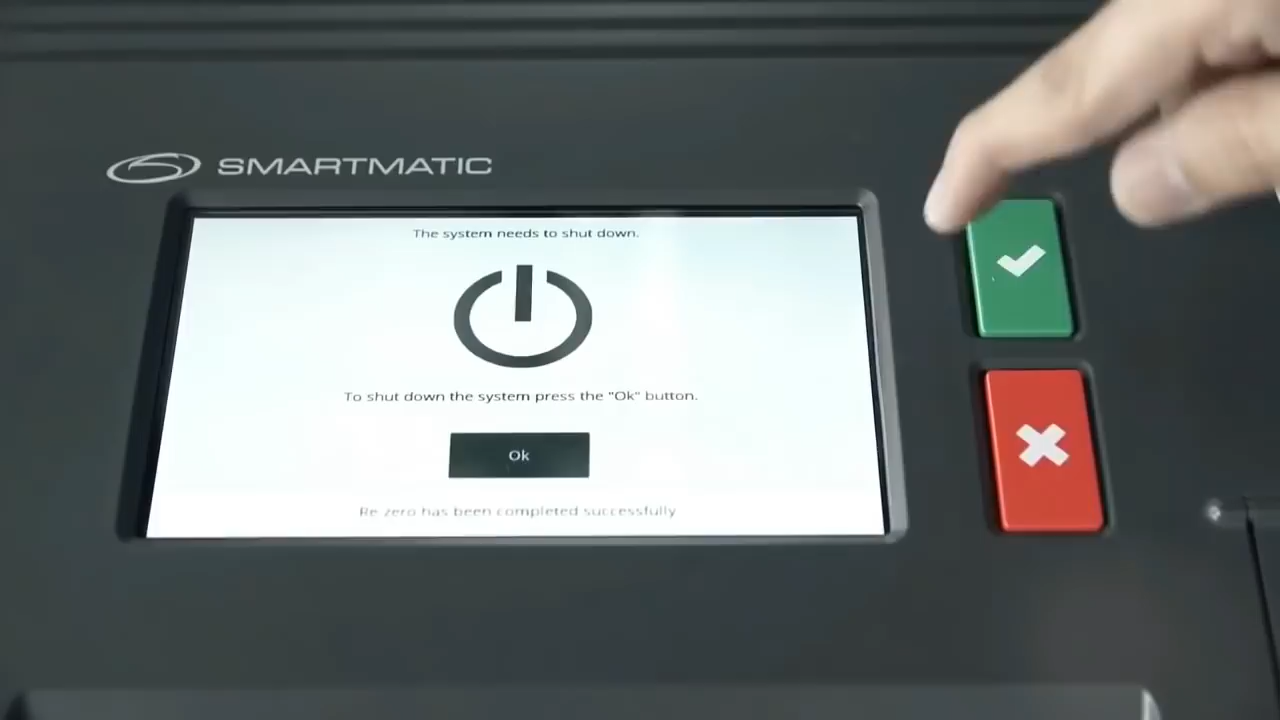 SMARTMATIC
The system needs to shut down.
To shut down the system press the "Ok" button.
Ok
Re zero has been completed successfully